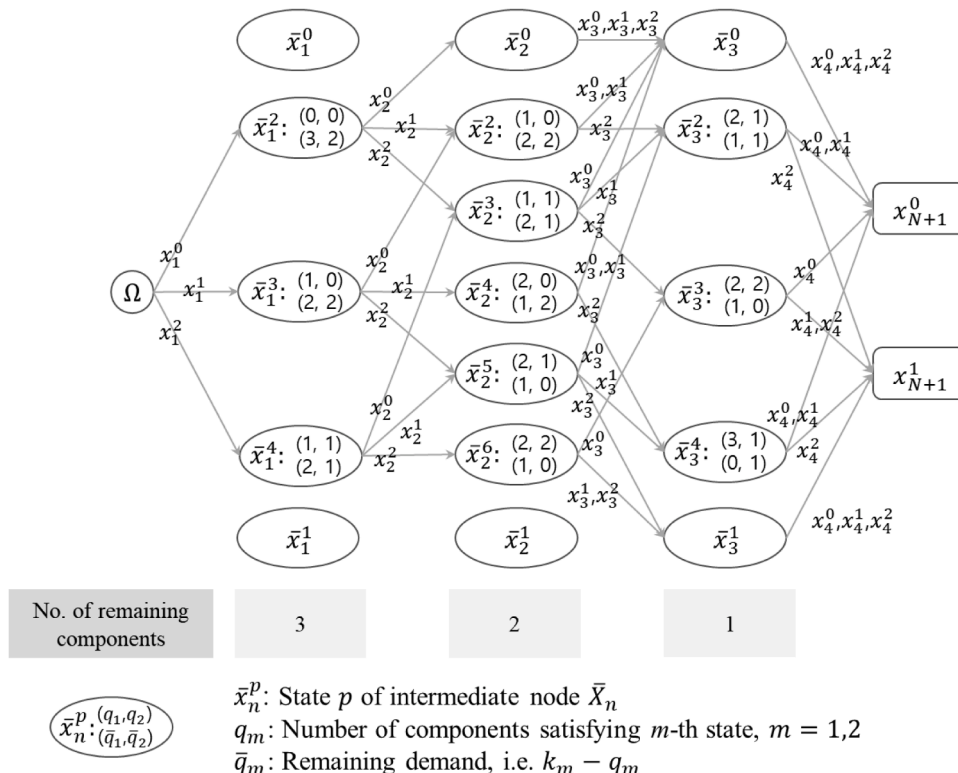 x̄₁⁰ x̄₂⁰ x₃⁰,x₃¹,x₃² x̄₃⁰
x₄⁰,x₄¹,x₄²
x₂⁰ x₃⁰,x₃¹
x̄₁²: (0, 0) x₂¹ x̄₂²: (1, 0) x₃² x̄₃²: (2, 1) x₄⁰,x₄¹
(3, 2) (2, 2) (1, 1)
x₂² x₃⁰ x₄²
x̄₂³: (1, 1) x₃¹ x⁰_{N+1}
(2, 1) x₃²
x₁⁰ x₂⁰ x₃⁰,x₃¹ x₄⁰
Ω x₁¹ x̄₁³: (1, 0) x₂¹ x̄₂⁴: (2, 0) x̄₃³: (2, 2)
(2, 2) (1, 2) (1, 0)
x₁² x₂² x₃² x₄¹,x₄²
x₃⁰
x̄₂⁵: (2, 1) x₃¹ x¹_{N+1}
(1, 0)
x₂⁰ x₃² x₄⁰,x₄¹
x₂¹
x̄₁⁴: (1, 1) x₂² x̄₂⁶: (2, 2) x₃⁰ x̄₃⁴: (3, 1) x₄²
(2, 1) (1, 0) (0, 1)
x₃¹,x₃²
x̄₁¹ x̄₂¹ x̄₃¹ x₄⁰,x₄¹,x₄²
No. of remaining
components
3 2 1
x̄ₙᵖ: (q₁,q₂)
(q̄₁,q̄₂)
x̄ₙᵖ: State p of intermediate node X̄ₙ
qₘ: Number of components satisfying m-th state, m = 1,2
q̄ₘ: Remaining demand, i.e. kₘ − qₘ